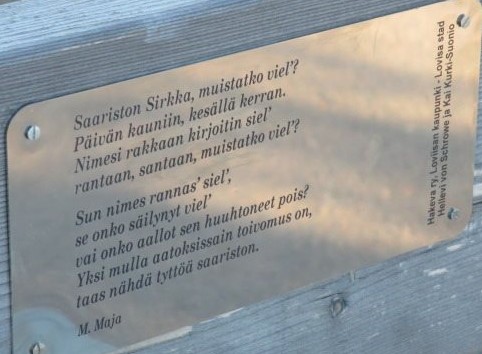 Saariston Sirkka, muistatko viel'?
Päivän kauniin, kesällä kerran.
Nimesi rakkaan kirjoitin siel'
rantaan, santaan, muistatko viel'?
Sun nimes rannas' siel',
se onko säilynyt viel'
vai onko aallot sen huuhtoneet pois?
Yksi mulla aatoksissain toivomus on,
taas nähdä tyttöä saariston.
M. Maja
Hakeva ry, Loviisan kaupunki - Lovisa stad
Hellevi von Schrowe ja Kai Kurki-Suonio